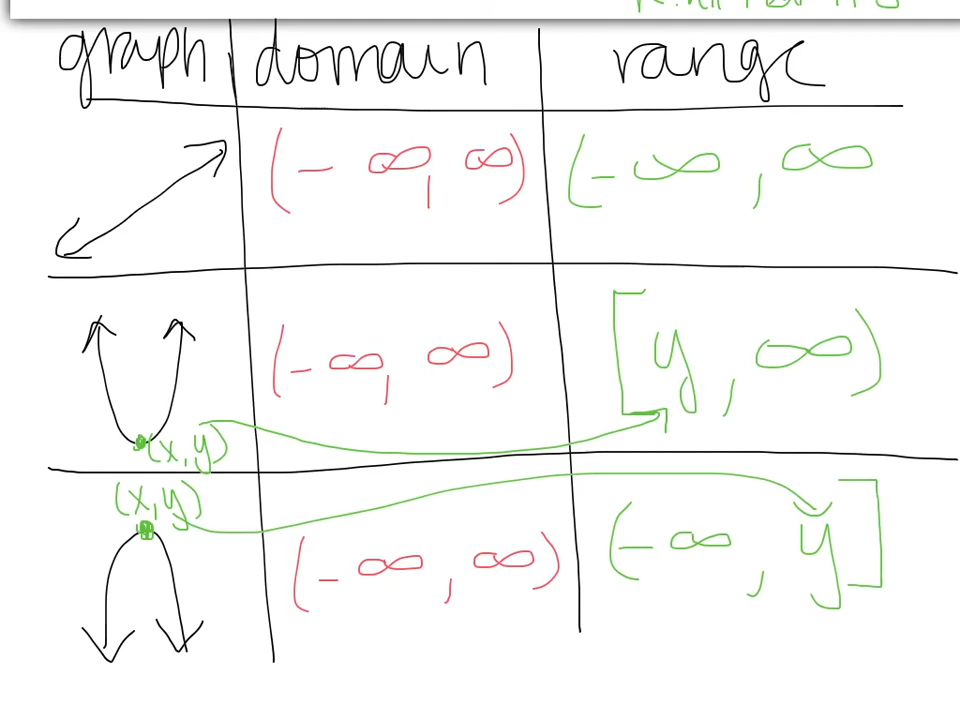 graph domain range
(-∞, ∞) (-∞, ∞
(-∞, ∞) [y, ∞)
(x,y)
(x,y)
(-∞, ∞) (-∞, y]